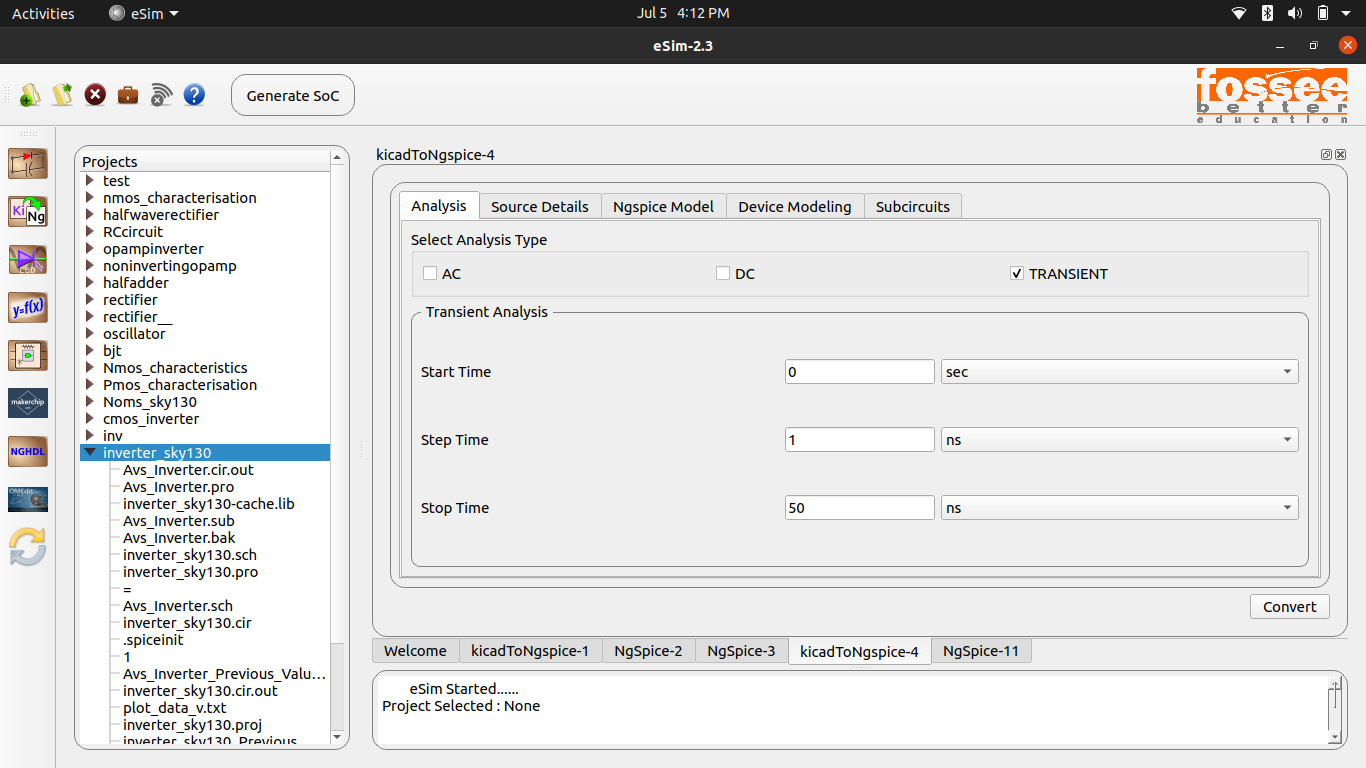 Activities eSim Jul 5 4:12 PM
eSim-2.3
Generate SoC
fossee
better
education
Projects
test
nmos_characterisation
halfwaverectifier
RCcircuit
opampinverter
noninvertingopamp
halfadder
rectifier
rectifier__
oscillator
bjt
Nmos_characteristics
Pmos_characterisation
Noms_sky130
cmos_inverter
inv
inverter_sky130
Avs_Inverter.cir.out
Avs_Inverter.pro
inverter_sky130-cache.lib
Avs_Inverter.sub
Avs_Inverter.bak
inverter_sky130.sch
inverter_sky130.pro
=
Avs_Inverter.sch
inverter_sky130.cir
.spiceinit
1
Avs_Inverter_Previous_Valu...
inverter_sky130.cir.out
plot_data_v.txt
inverter_sky130.proj
inverter_sky130_Previous
Ki Ng
y=f(x)
makerchip
NGHDL
kicadToNgspice-4
Analysis Source Details Ngspice Model Device Modeling Subcircuits
Select Analysis Type
AC DC TRANSIENT
Transient Analysis
Start Time 0 sec
Step Time 1 ns
Stop Time 50 ns
Convert
Welcome kicadToNgspice-1 NgSpice-2 NgSpice-3 kicadToNgspice-4 NgSpice-11
eSim Started......
Project Selected : None